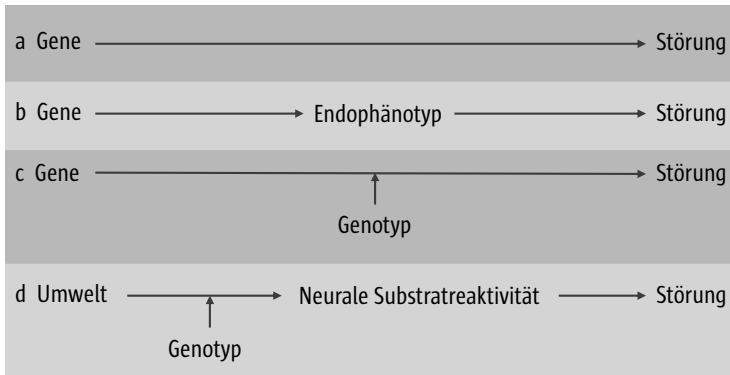 a Gene Störung
b Gene Endophänotyp Störung
c Gene Störung
Genotyp
d Umwelt Neurale Substratreaktivität Störung
Genotyp